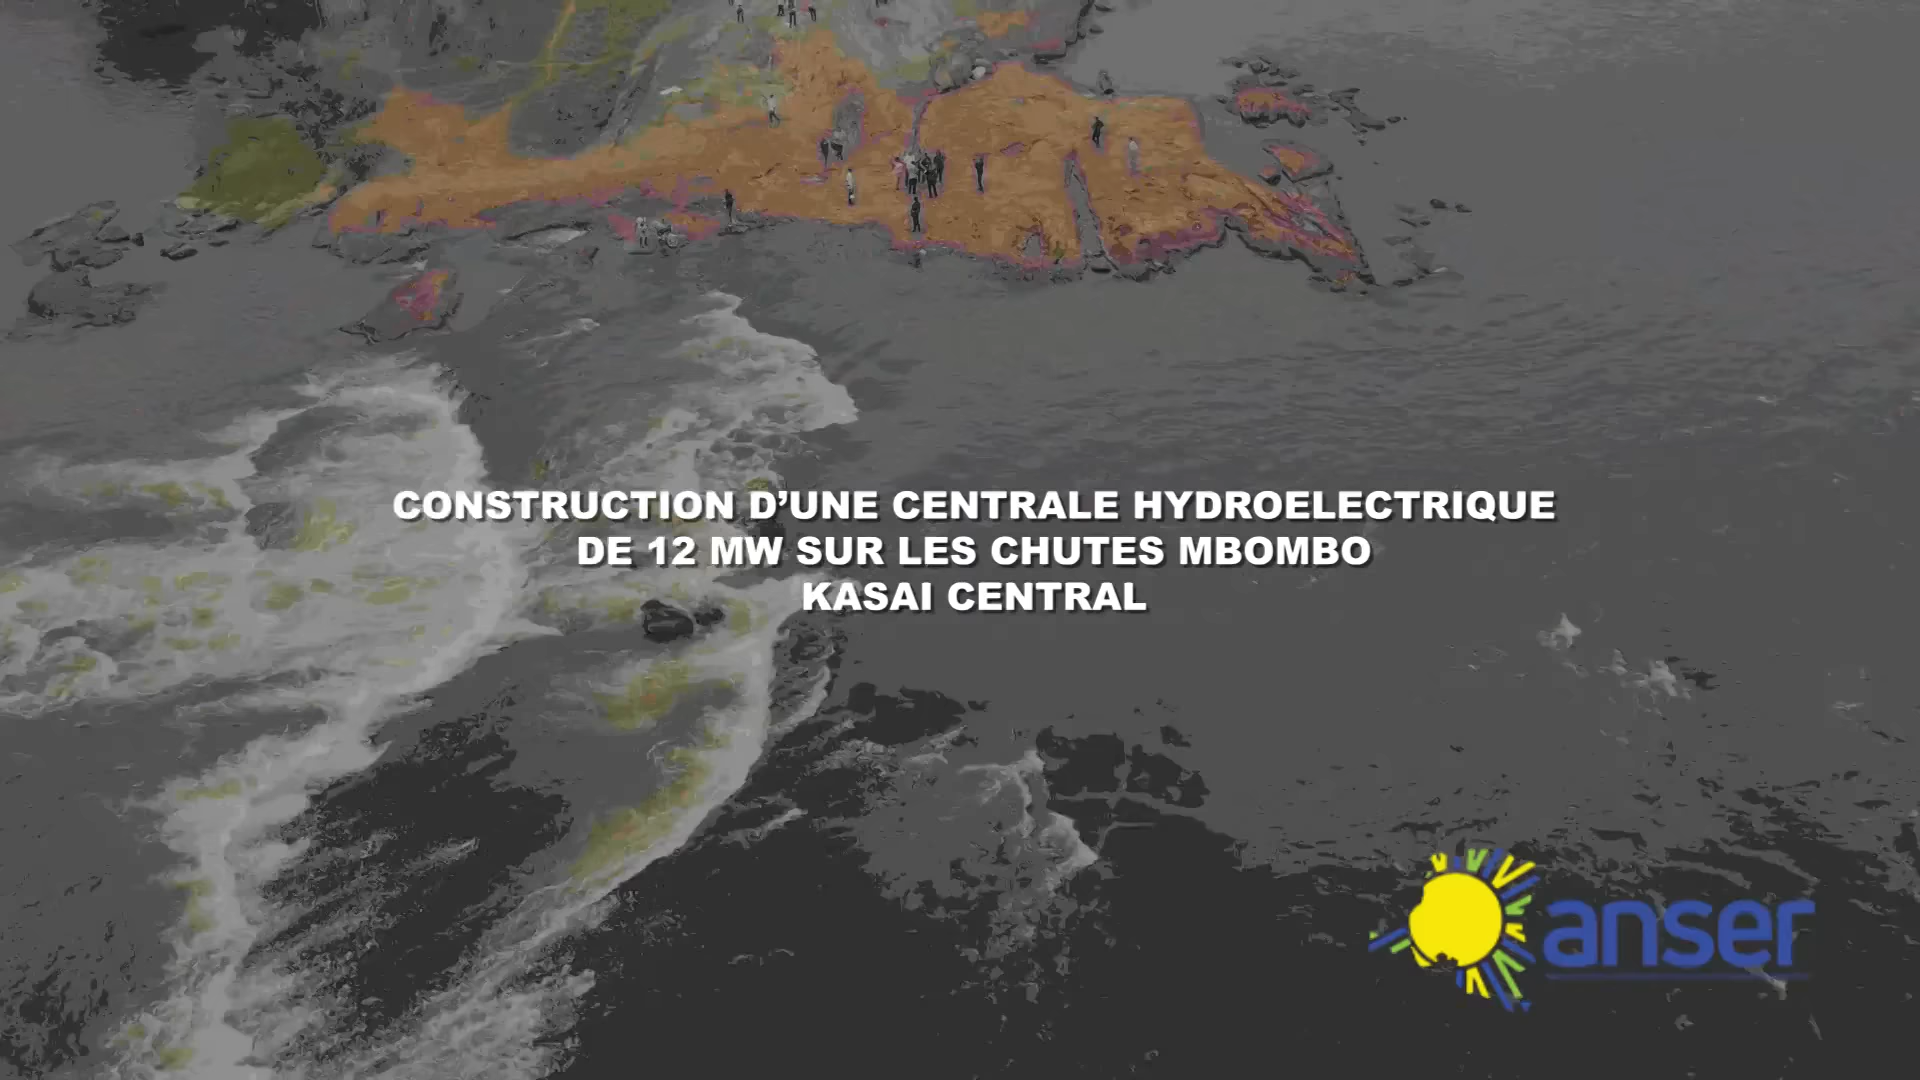 CONSTRUCTION D’UNE CENTRALE HYDROELECTRIQUE
DE 12 MW SUR LES CHUTES MBOMBO
KASAI CENTRAL
anser